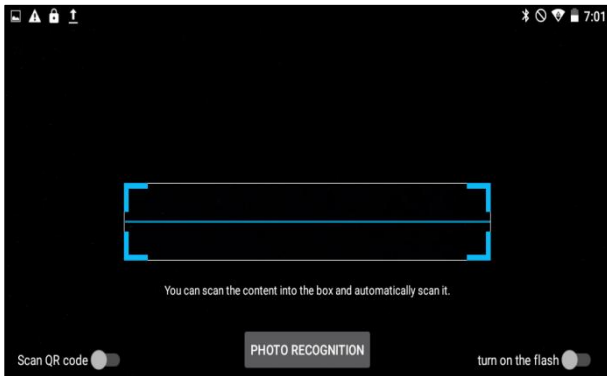 7:01
You can scan the content into the box and automatically scan it.
PHOTO RECOGNITION
Scan QR code
turn on the flash